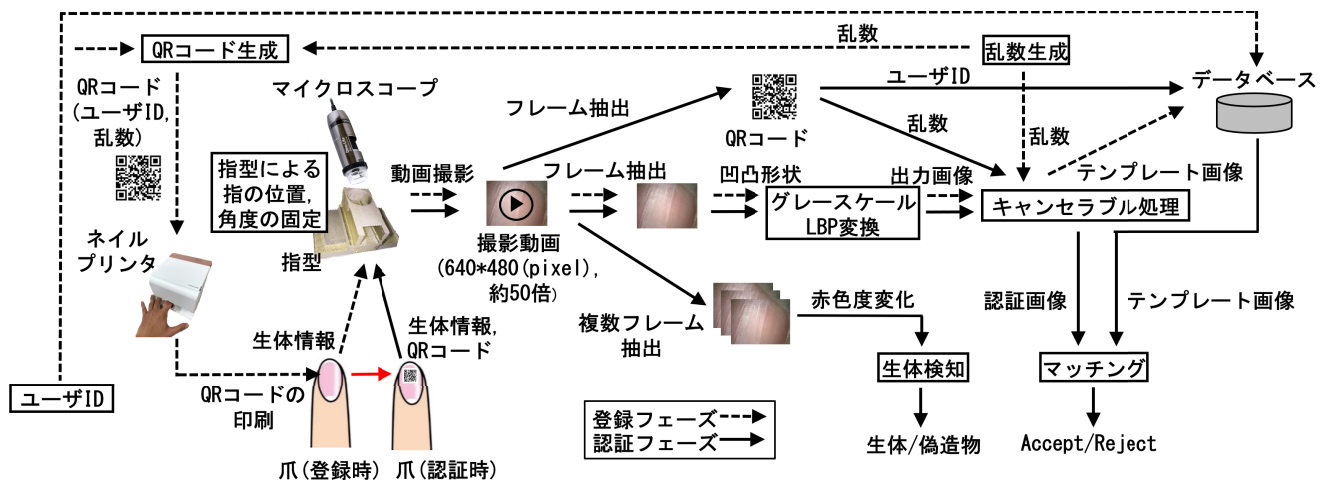 QRコード生成
乱数
乱数生成
QRコード
(ユーザID,
乱数)
マイクロスコープ
フレーム抽出
QRコード
ユーザID
乱数
乱数
データベース
指型による
指の位置,
角度の固定
動画撮影
フレーム抽出
凹凸形状
グレースケール
LBP変換
出力画像
テンプレート画像
キャンセラブル処理
ネイル
プリンタ
指型
撮影動画
(640*480(pixel),
約50倍)
生体情報
生体情報,
QRコード
複数フレーム
抽出
赤色度変化
認証画像
テンプレート画像
生体検知
マッチング
ユーザID
QRコードの
印刷
登録フェーズ
認証フェーズ
生体/偽造物
Accept/Reject
爪(登録時)
爪(認証時)